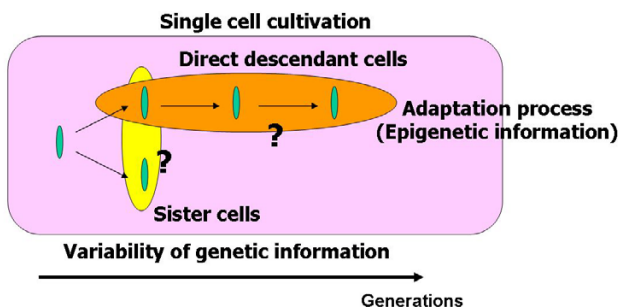 Single cell cultivation
Direct descendant cells
Adaptation process
(Epigenetic information)
?
?
Sister cells
Variability of genetic information
Generations